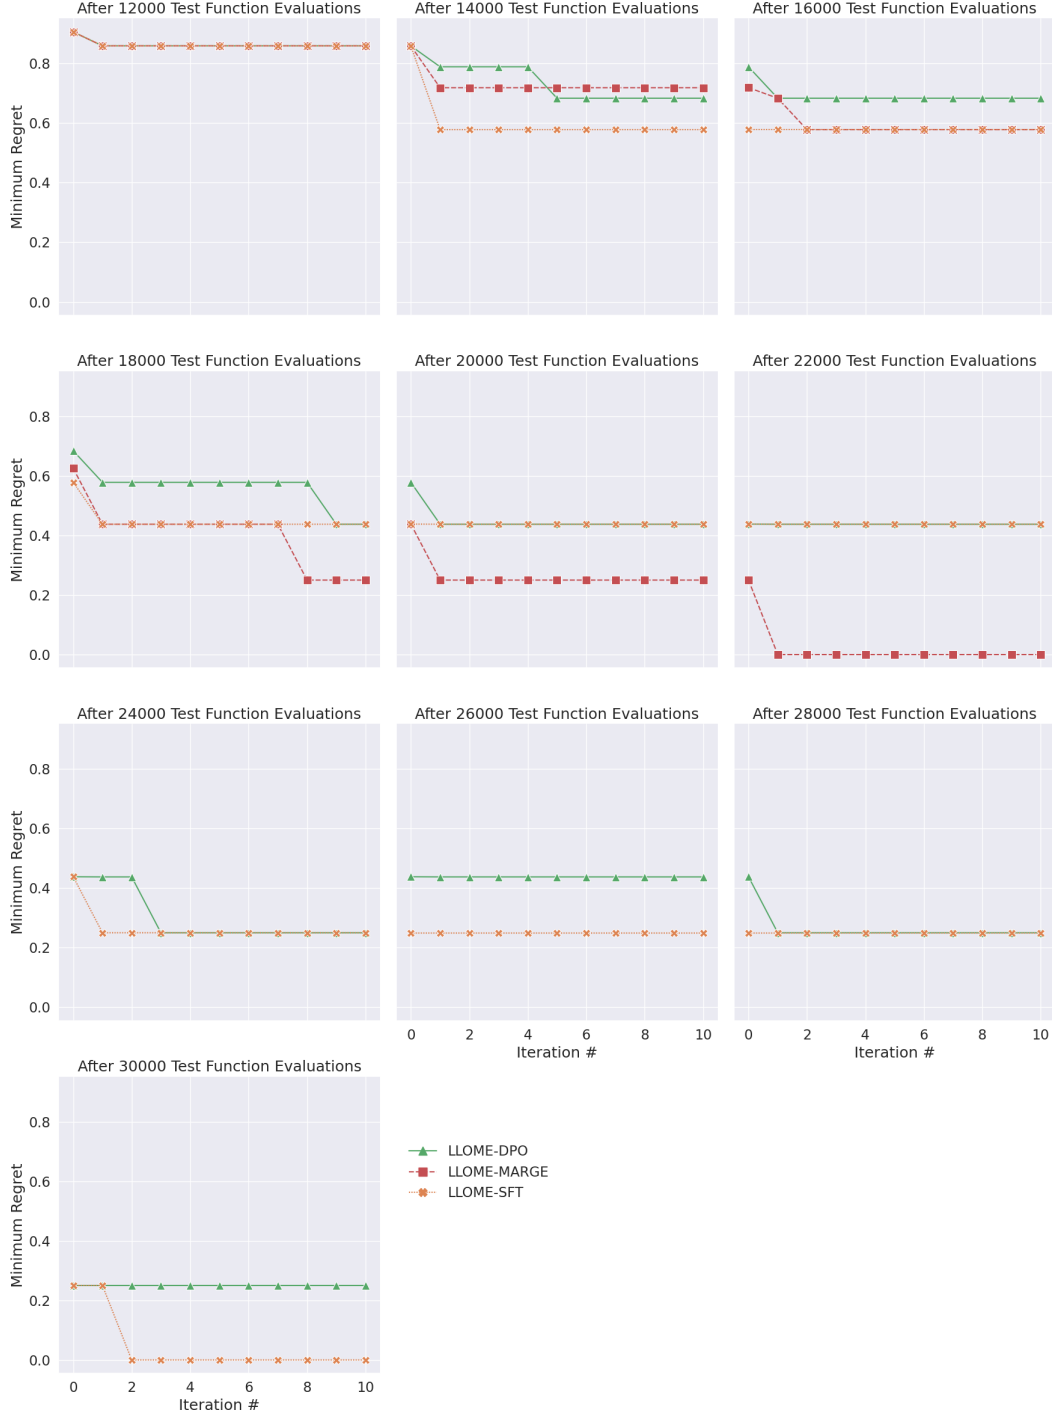 After 12000 Test Function Evaluations
After 14000 Test Function Evaluations
After 16000 Test Function Evaluations
Minimum Regret
0.8
0.6
0.4
0.2
0.0
After 18000 Test Function Evaluations
After 20000 Test Function Evaluations
After 22000 Test Function Evaluations
Minimum Regret
0.8
0.6
0.4
0.2
0.0
After 24000 Test Function Evaluations
After 26000 Test Function Evaluations
After 28000 Test Function Evaluations
Minimum Regret
0.8
0.6
0.4
0.2
0.0
0 2 4 6 8 10
0 2 4 6 8 10
Iteration #
Iteration #
After 30000 Test Function Evaluations
Minimum Regret
0.8
0.6
0.4
0.2
0.0
0 2 4 6 8 10
Iteration #
LLOME-DPO
LLOME-MARGE
LLOME-SFT